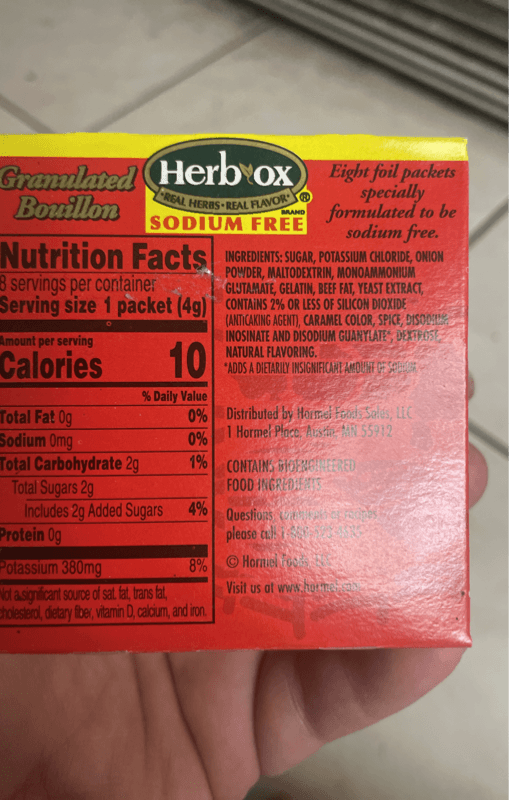 Granulated
Bouillon
Herb ox
REAL HERBS • REAL FLAVOR
®
BRAND
SODIUM FREE
Eight foil packets
specially
formulated to be
sodium free.
Nutrition Facts
8 servings per container
Serving size 1 packet (4g)
Amount per serving
Calories 10
% Daily Value
Total Fat 0g 0%
Sodium 0mg 0%
Total Carbohydrate 2g 1%
Total Sugars 2g
Includes 2g Added Sugars 4%
Protein 0g
Potassium 380mg 8%
Not a significant source of sat. fat, trans fat,
cholesterol, dietary fiber, vitamin D, calcium, and iron.
INGREDIENTS: SUGAR, POTASSIUM CHLORIDE, ONION
POWDER, MALTODEXTRIN, MONOAMMONIUM
GLUTAMATE, GELATIN, BEEF FAT, YEAST EXTRACT,
CONTAINS 2% OR LESS OF SILICON DIOXIDE
(ANTICAKING AGENT), CARAMEL COLOR, SPICE, DISODIUM
INOSINATE AND DISODIUM GUANYLATE*, DEXTROSE,
NATURAL FLAVORING.
*ADDS A DIETARILY INSIGNIFICANT AMOUNT OF SODIUM
Distributed by Hormel Foods Sales, LLC
1 Hormel Place, Austin, MN 55912
CONTAINS BIOENGINEERED
FOOD INGREDIENTS
Questions, comments or recipes
please call 1
© Hormel Foods,
Visit us at www.hormel.com